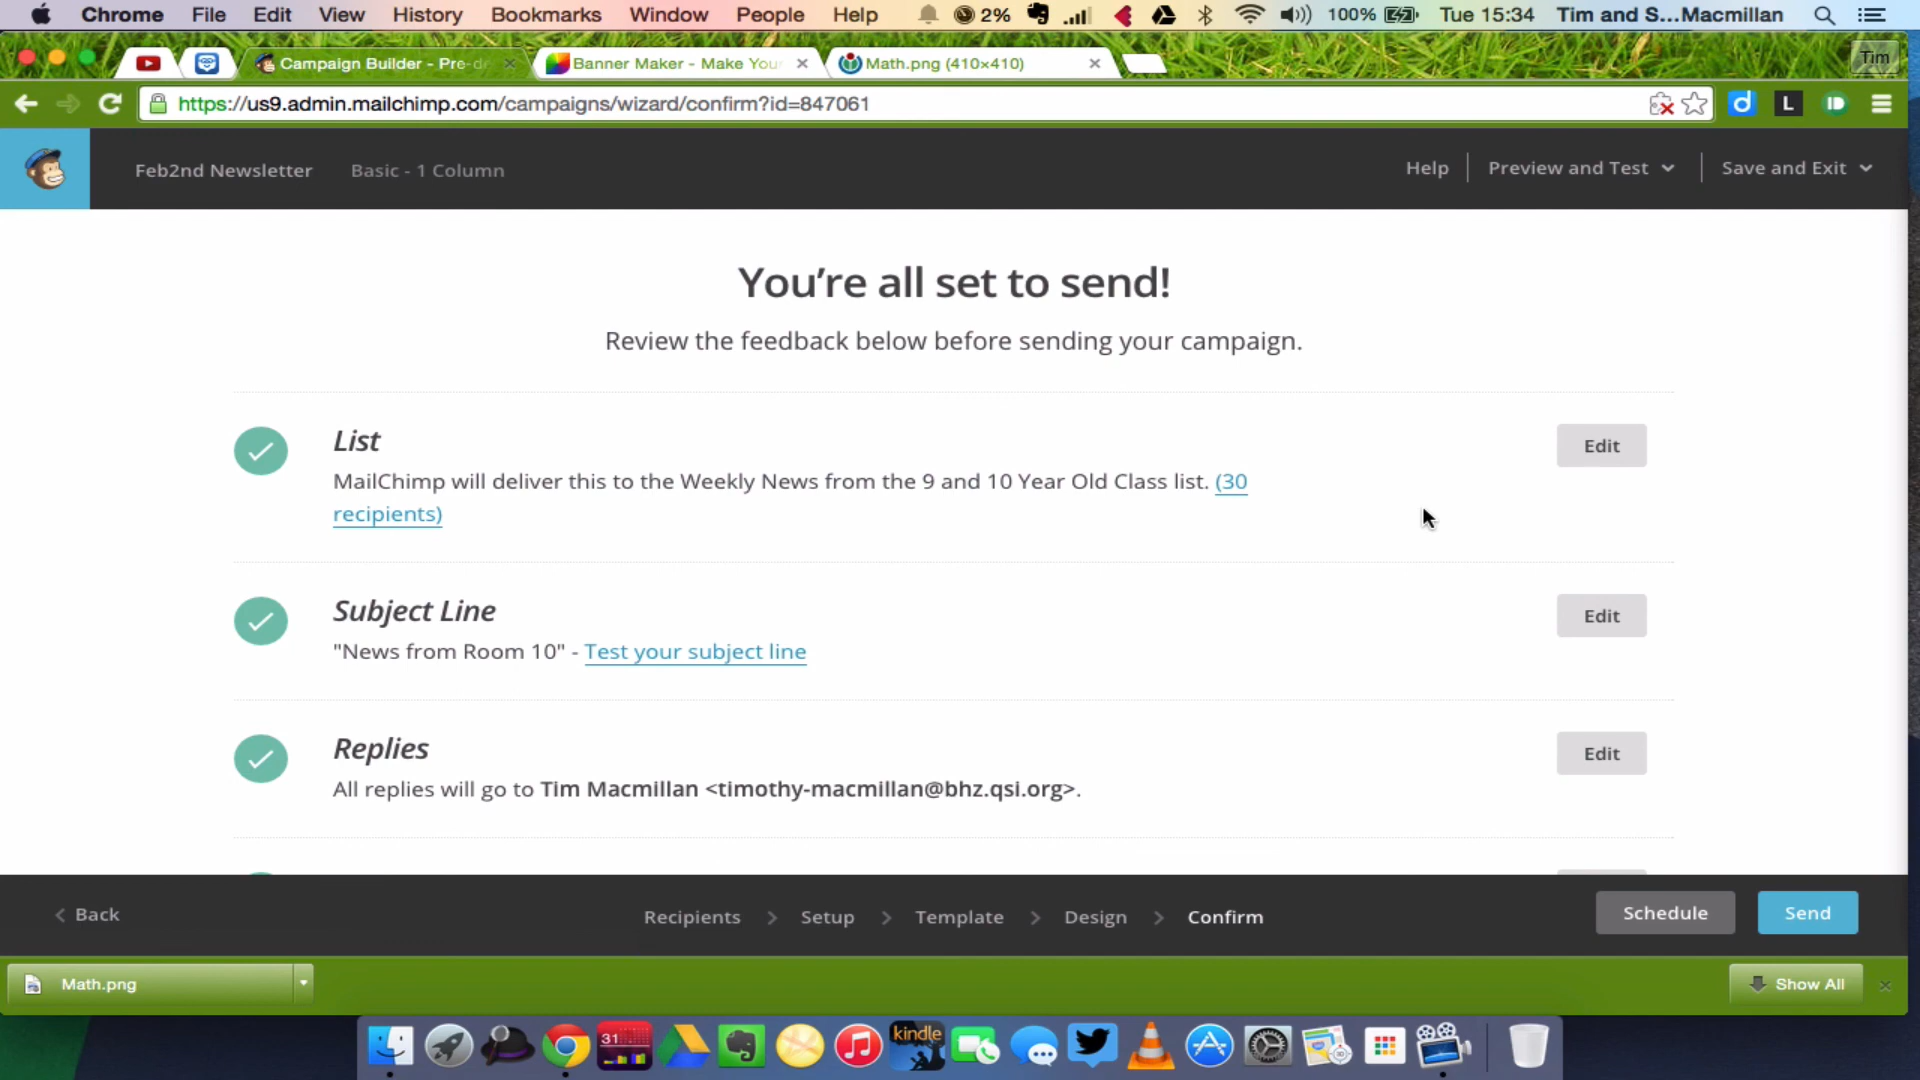 Chrome File Edit View History Bookmarks Window People Help 2% 100% Tue 15:34 Tim and S...Macmillan
Campaign Builder - Pre-de
Banner Maker - Make You
Math.png (410×410)
Tim
https://us9.admin.mailchimp.com/campaigns/wizard/confirm?id=847061
d
L
Feb2nd Newsletter
Basic - 1 Column
Help
Preview and Test
Save and Exit
You're all set to send!
Review the feedback below before sending your campaign.
List
Edit
MailChimp will deliver this to the Weekly News from the 9 and 10 Year Old Class list. (30
recipients)
Subject Line
Edit
"News from Room 10" - Test your subject line
Replies
Edit
All replies will go to Tim Macmillan <timothy-macmillan@bhz.qsi.org>.
< Back
Recipients > Setup > Template > Design > Confirm
Schedule
Send
Math.png
Show All
31
kindle